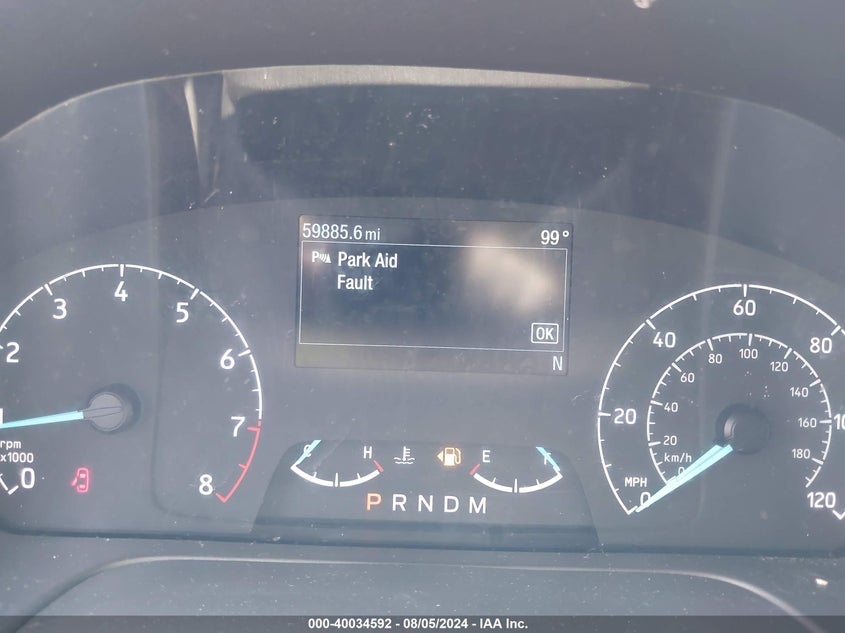 59885.6 mi 99°
P Park Aid
Fault
OK
N
1 2 3 4 5 6 7 8
rpm
x1000
0
C H
E F
P R N D M
0 20 40 60 80 120
MPH
0 20 40 60 80 100 120 140 160 180
km/h
000-40034592 - 08/05/2024 - IAA Inc.